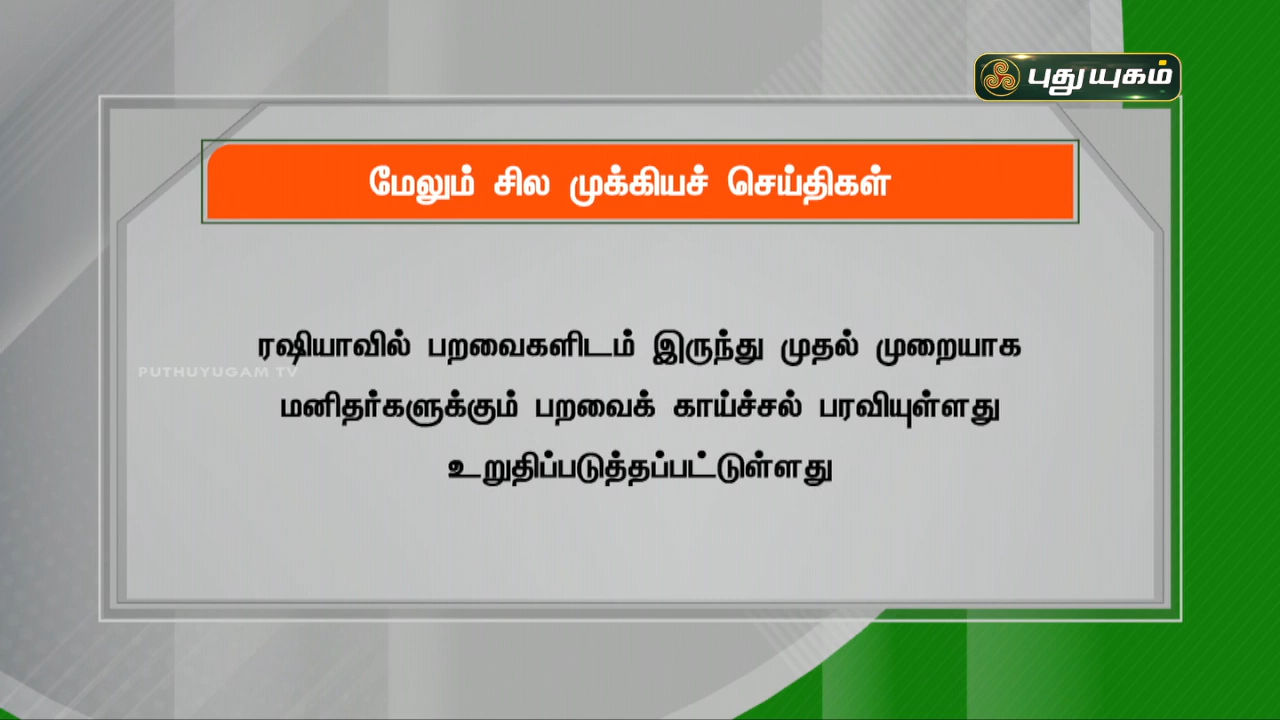 புதுயுகம்
மேலும் சில முக்கியச் செய்திகள்
ரஷியாவில் பறவைகளிடம் இருந்து முதல் முறையாக
PUTHUYUGAM TV
மனிதர்களுக்கும் பறவைக் காய்ச்சல் பரவியுள்ளது
உறுதிப்படுத்தப்பட்டுள்ளது